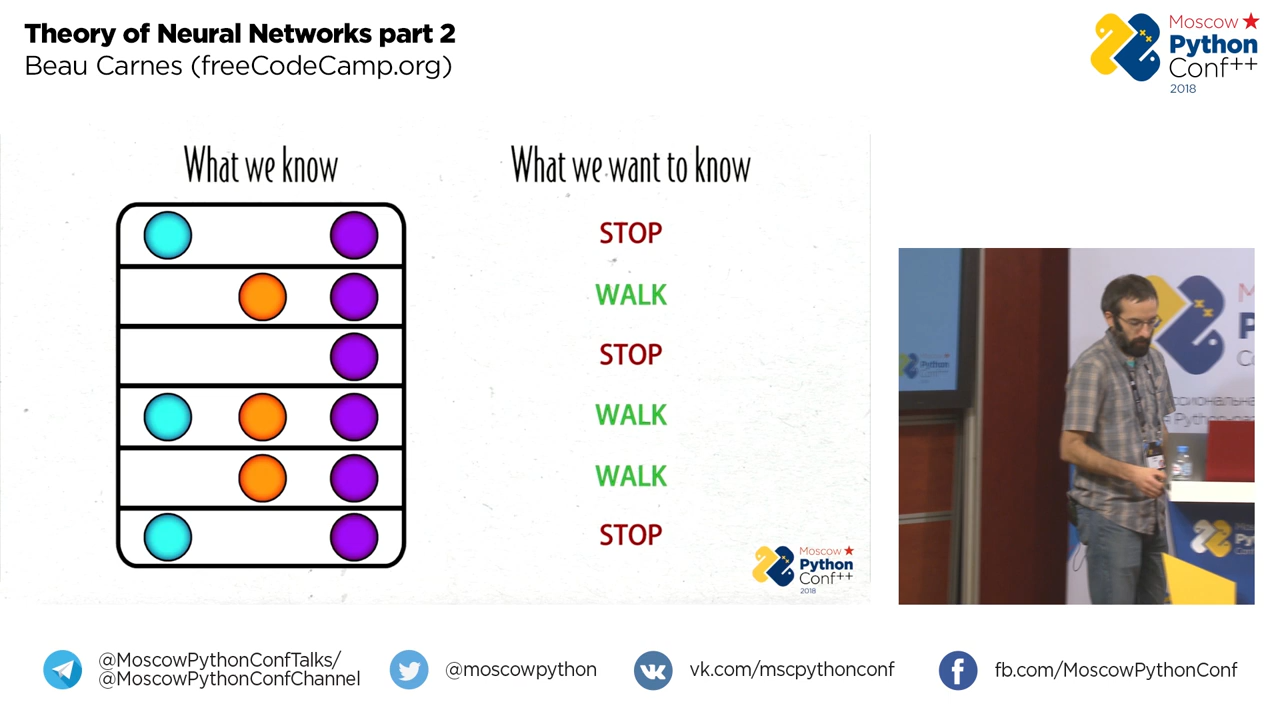 Theory of Neural Networks part 2
Beau Carnes (freeCodeCamp.org)
Moscow
Python
Conf++
2018
What we know
What we want to know
STOP
WALK
STOP
WALK
WALK
STOP
Moscow
Python
Conf++
2018
@MoscowPythonConfTalks/
@MoscowPythonConfChannel
@moscowpython
vk.com/mscpythonconf
fb.com/MoscowPythonConf